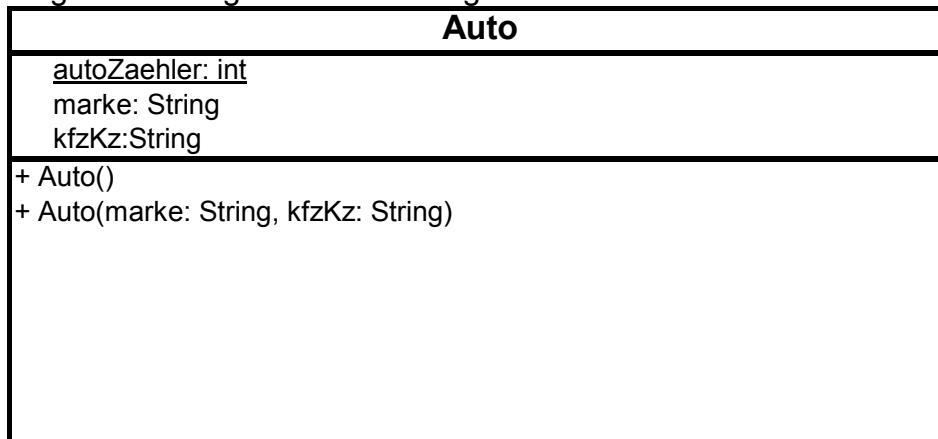 Auto
autoZaehler: int
marke: String
kfzKz:String
+ Auto()
+ Auto(marke: String, kfzKz: String)